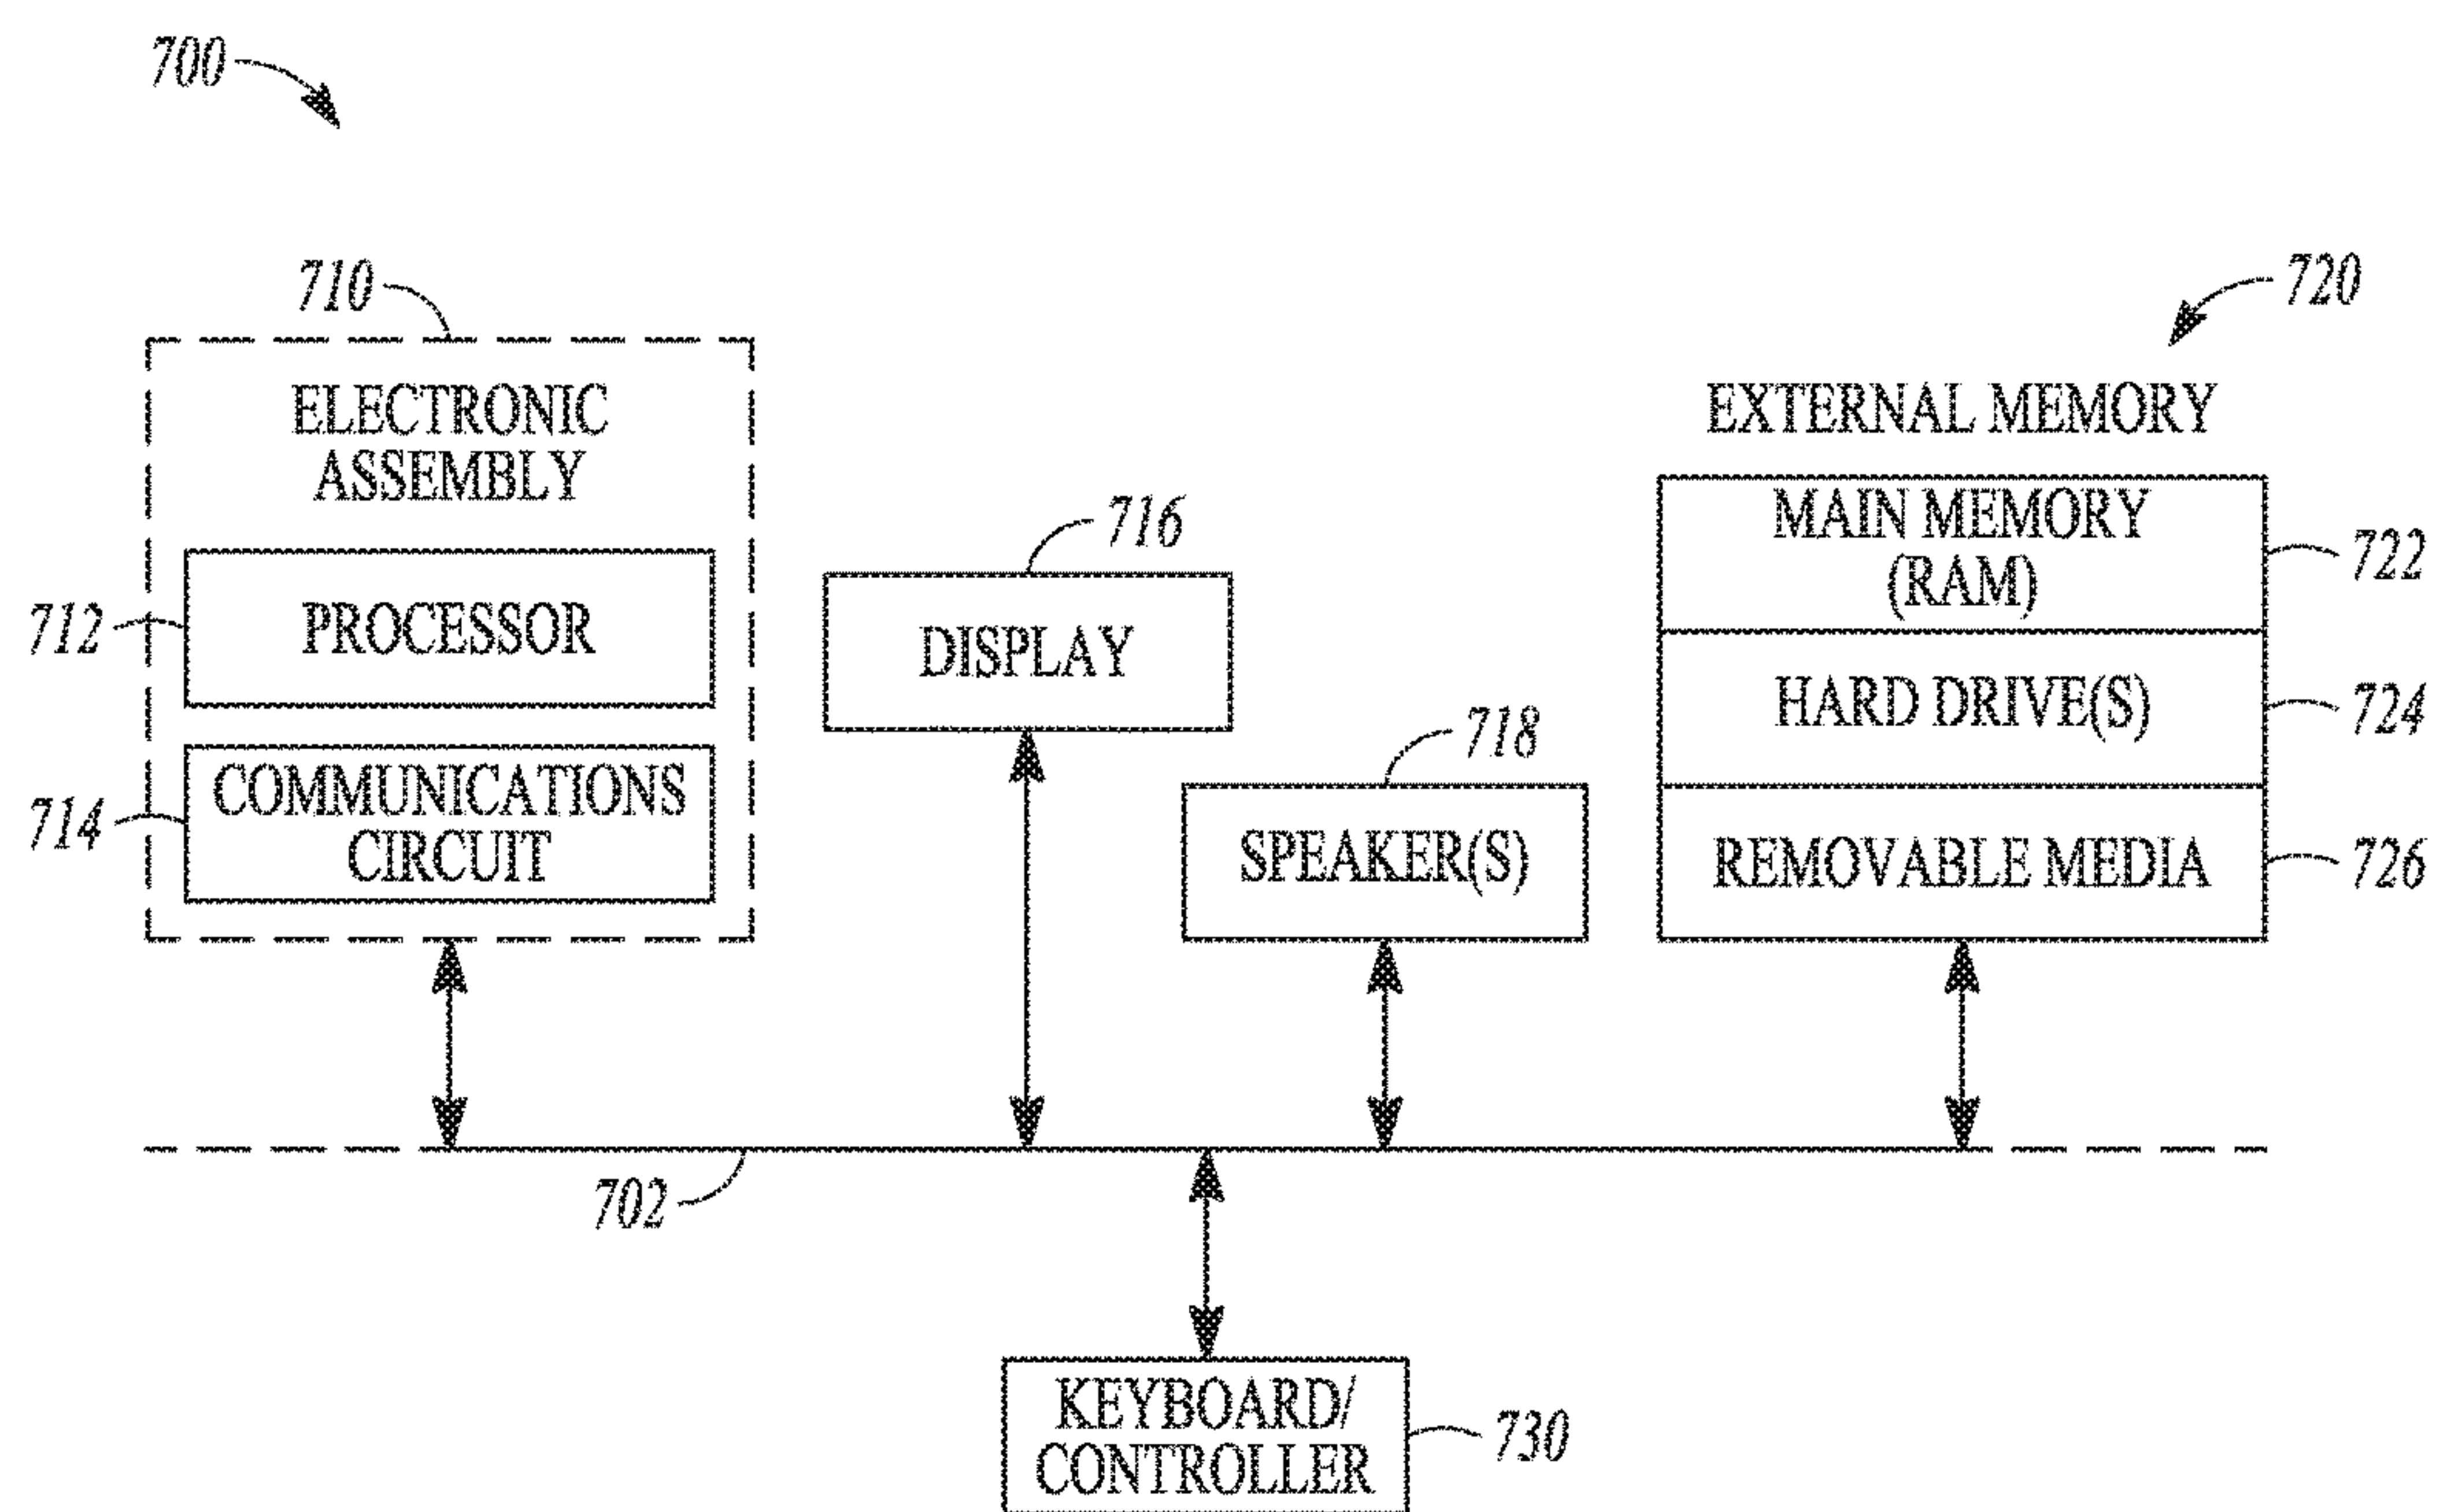 700
710
720
ELECTRONIC
ASSEMBLY
EXTERNAL MEMORY
716
MAIN MEMORY
(RAM)
722
712
PROCESSOR
DISPLAY
HARD DRIVE(S)
724
718
714
COMMUNICATIONS
CIRCUIT
SPEAKER(S)
REMOVABLE MEDIA
726
702
KEYBOARD/
CONTROLLER
730